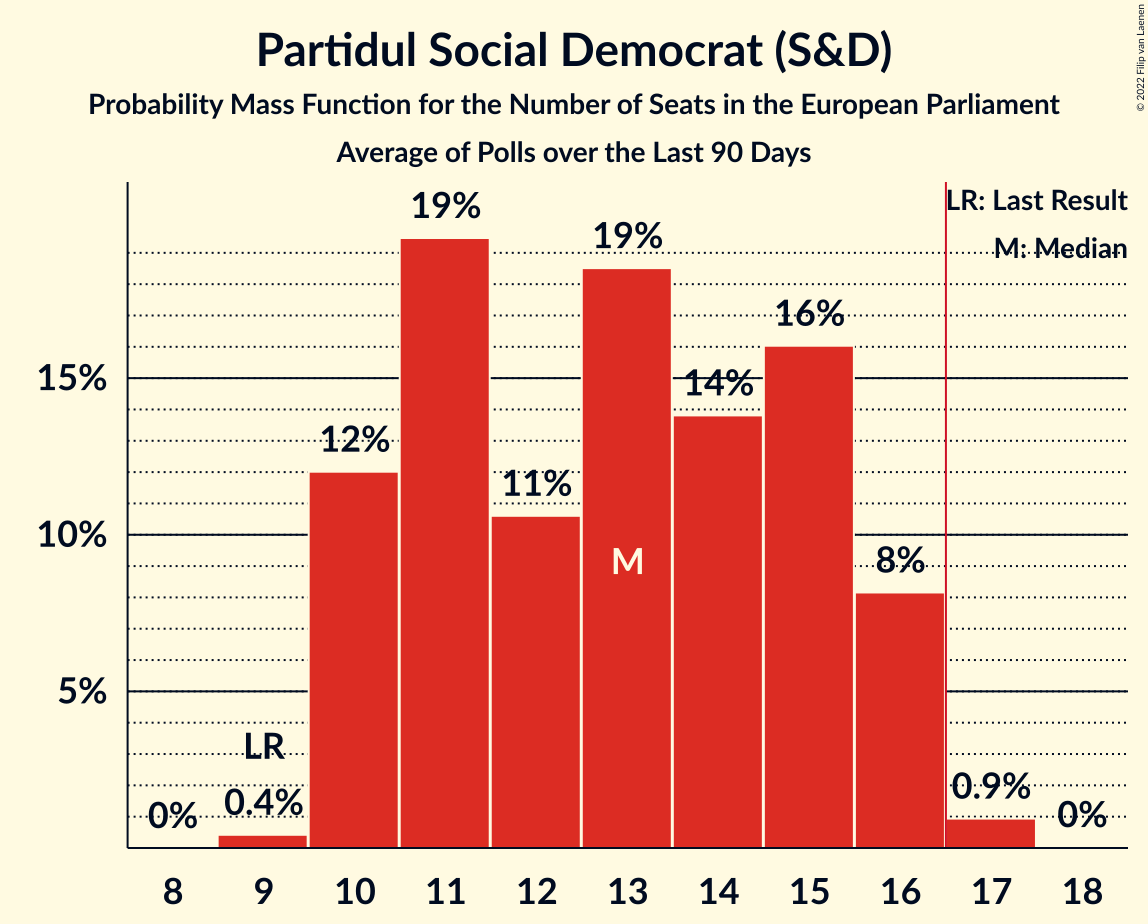 Partidul Social Democrat (S&D)
Probability Mass Function for the Number of Seats in the European Parliament
Average of Polls over the Last 90 Days
© 2022 Filip van Laenen
LR: Last Result
M: Median
19%
19%
16%
15%
14%
12%
11%
10%
M
8%
5%
LR
0% 0.4% 0.9% 0%
8 9 10 11 12 13 14 15 16 17 18